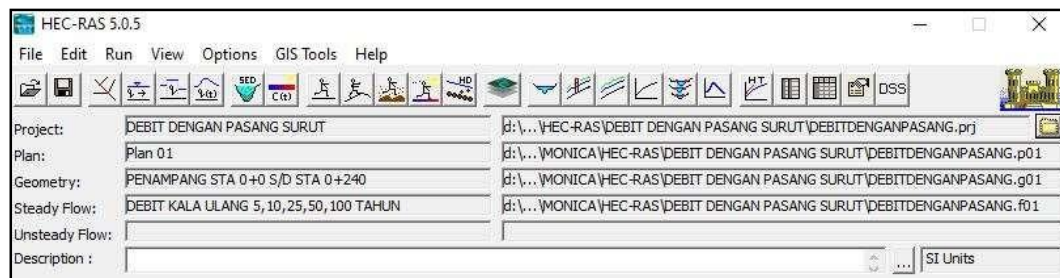 HEC-RAS 5.0.5
File Edit Run View Options GIS Tools Help
SED C(t) HD HT DSS
Project: DEBIT DENGAN PASANG SURUT d:\...\HEC-RAS\DEBIT DENGAN PASANG SURUT\DEBITDENGANPASANG.prj
Plan: Plan 01 d:\...\MONICA\HEC-RAS\DEBIT DENGAN PASANG SURUT\DEBITDENGANPASANG.p01
Geometry: PENAMPANG STA 0+0 S/D STA 0+240 d:\...\MONICA\HEC-RAS\DEBIT DENGAN PASANG SURUT\DEBITDENGANPASANG.g01
Steady Flow: DEBIT KALA ULANG 5,10,25,50,100 TAHUN d:\...\MONICA\HEC-RAS\DEBIT DENGAN PASANG SURUT\DEBITDENGANPASANG.f01
Unsteady Flow:
Description : ... SI Units